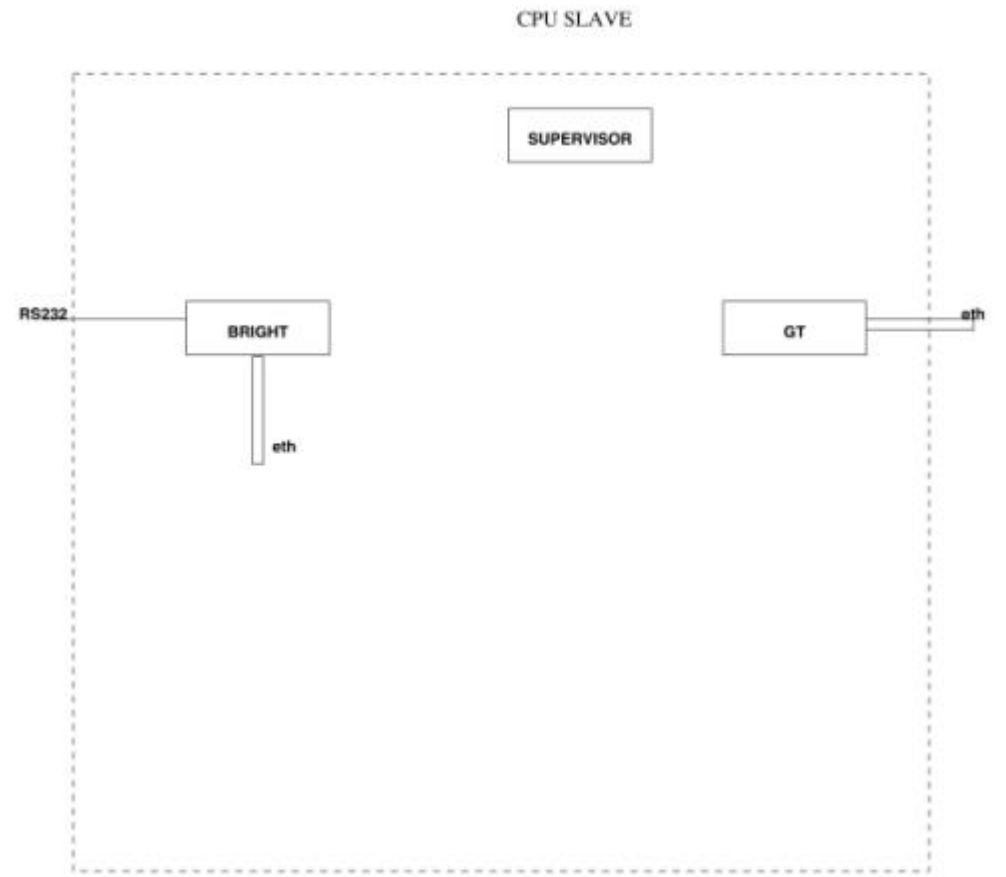 CPU SLAVE
SUPERVISOR
RS232
BRIGHT
GT
eth
eth